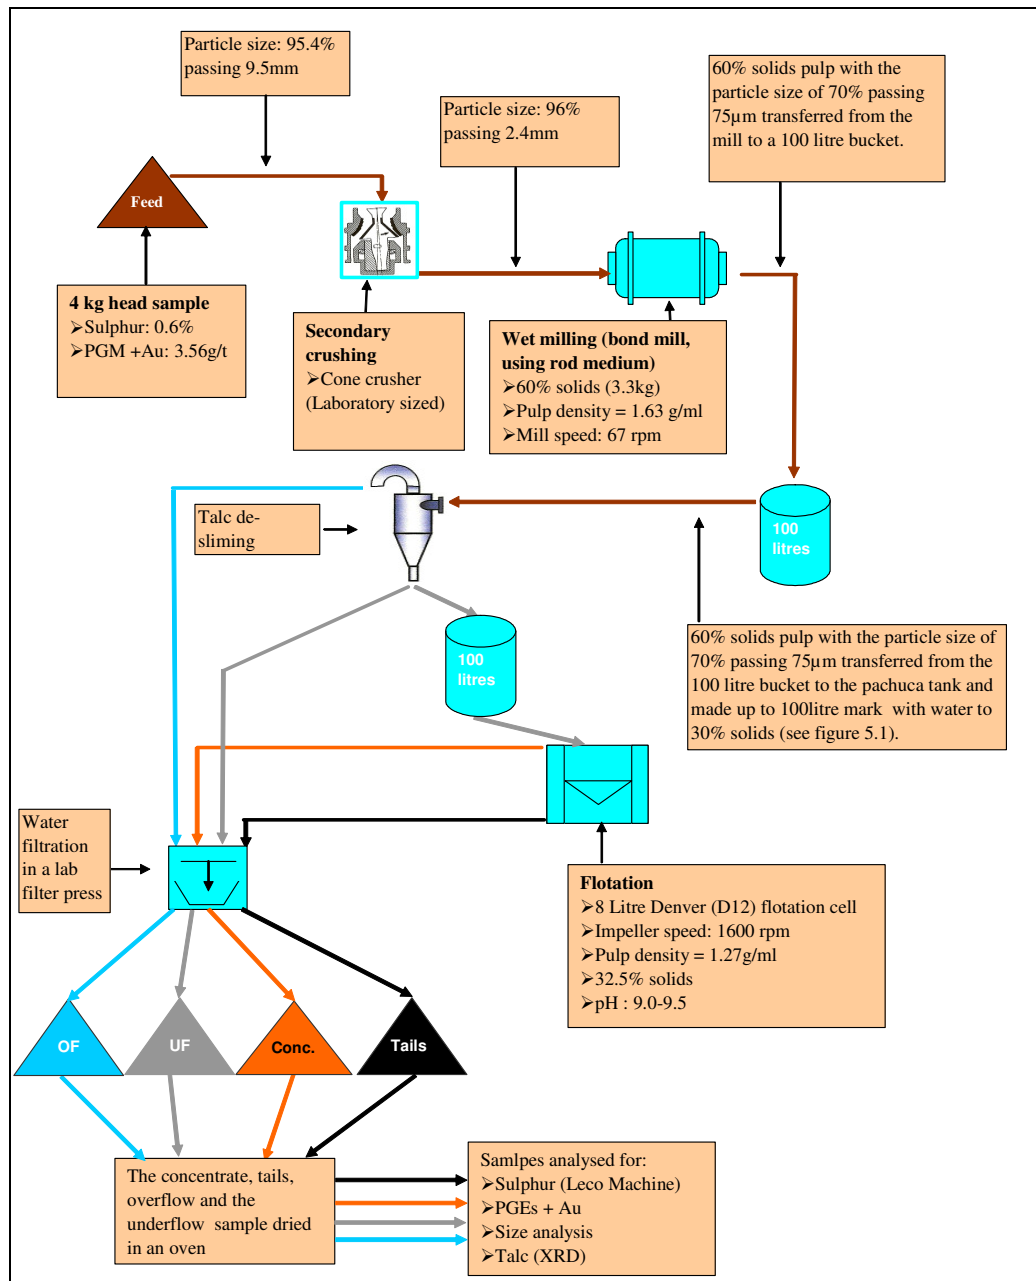 Particle size: 95.4%
passing 9.5mm
Particle size: 96%
passing 2.4mm
60% solids pulp with the
particle size of 70% passing
75µm transferred from the
mill to a 100 litre bucket.
Feed
4 kg head sample
➢Sulphur: 0.6%
➢PGM +Au: 3.56g/t
Secondary
crushing
➢Cone crusher
(Laboratory sized)
Wet milling (bond mill,
using rod medium)
➢60% solids (3.3kg)
➢Pulp density = 1.63 g/ml
➢Mill speed: 67 rpm
Talc de-
sliming
100
litres
100
litres
60% solids pulp with the particle size of
70% passing 75µm transferred from the
100 litre bucket to the pachuca tank and
made up to 100litre mark with water to
30% solids (see figure 5.1).
Water
filtration
in a lab
filter press
Flotation
➢8 Litre Denver (D12) flotation cell
➢Impeller speed: 1600 rpm
➢Pulp density = 1.27g/ml
➢32.5% solids
➢pH : 9.0-9.5
OF
UF
Conc.
Tails
The concentrate, tails,
overflow and the
underflow sample dried
in an oven
Samlpes analysed for:
➢Sulphur (Leco Machine)
➢PGEs + Au
➢Size analysis
➢Talc (XRD)